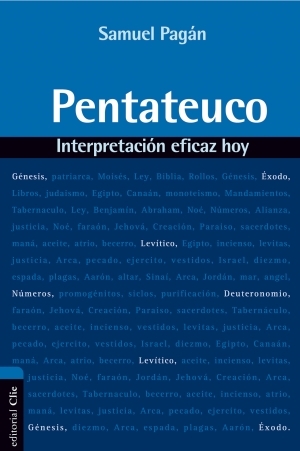 Samuel Pagán
Pentateuco
Interpretación eficaz hoy
Génesis, patriarca, Moisés, Ley, Biblia, Rollos, Génesis, Éxodo,
Libros, judaísmo, Egipto, Canaán, monoteísmo, Mandamientos,
Tabernaculo, Ley, Benjamín, Abraham, Noé, Números, Alianza,
justicia, Noé, faraón, Jehová, Creación, Paraíso, sacerdotes,
maná, aceite, atrio, becerro, Levítico, Egipto, incienso, levitas,
justicia, Arca, pecado, ejercito, vestidos, Israel, diezmo,
espada, plagas, Aarón, altar, Sinaí, Arca, Jordán, mar, angel,
Números, promogénitos, sielos, purificación, Deuteronomio,
faraón, Jehová, Creación, Paraíso, sacerdotes, Tabernáculo,
becerro, aceite, incienso, vestidos, levitas, justicia, Arca,
pecado, ejercito, vestidos, Israel, diezmo, Egipto, Canaán,
maná, Arca, atrio, becerro, Levítico, aceite, incienso, levitas,
justicia, Noé, faraón, Jordán, Jehová, Creación, Arca,
sacerdotes, Tabernáculo, becerro, aceite, incienso, atrio,
maná, levitas, justicia, Arca, pecado, ejercito, vestidos,
Génesis, diezmo, Arca, espada, plagas, Aarón, Éxodo.
editorial Clie